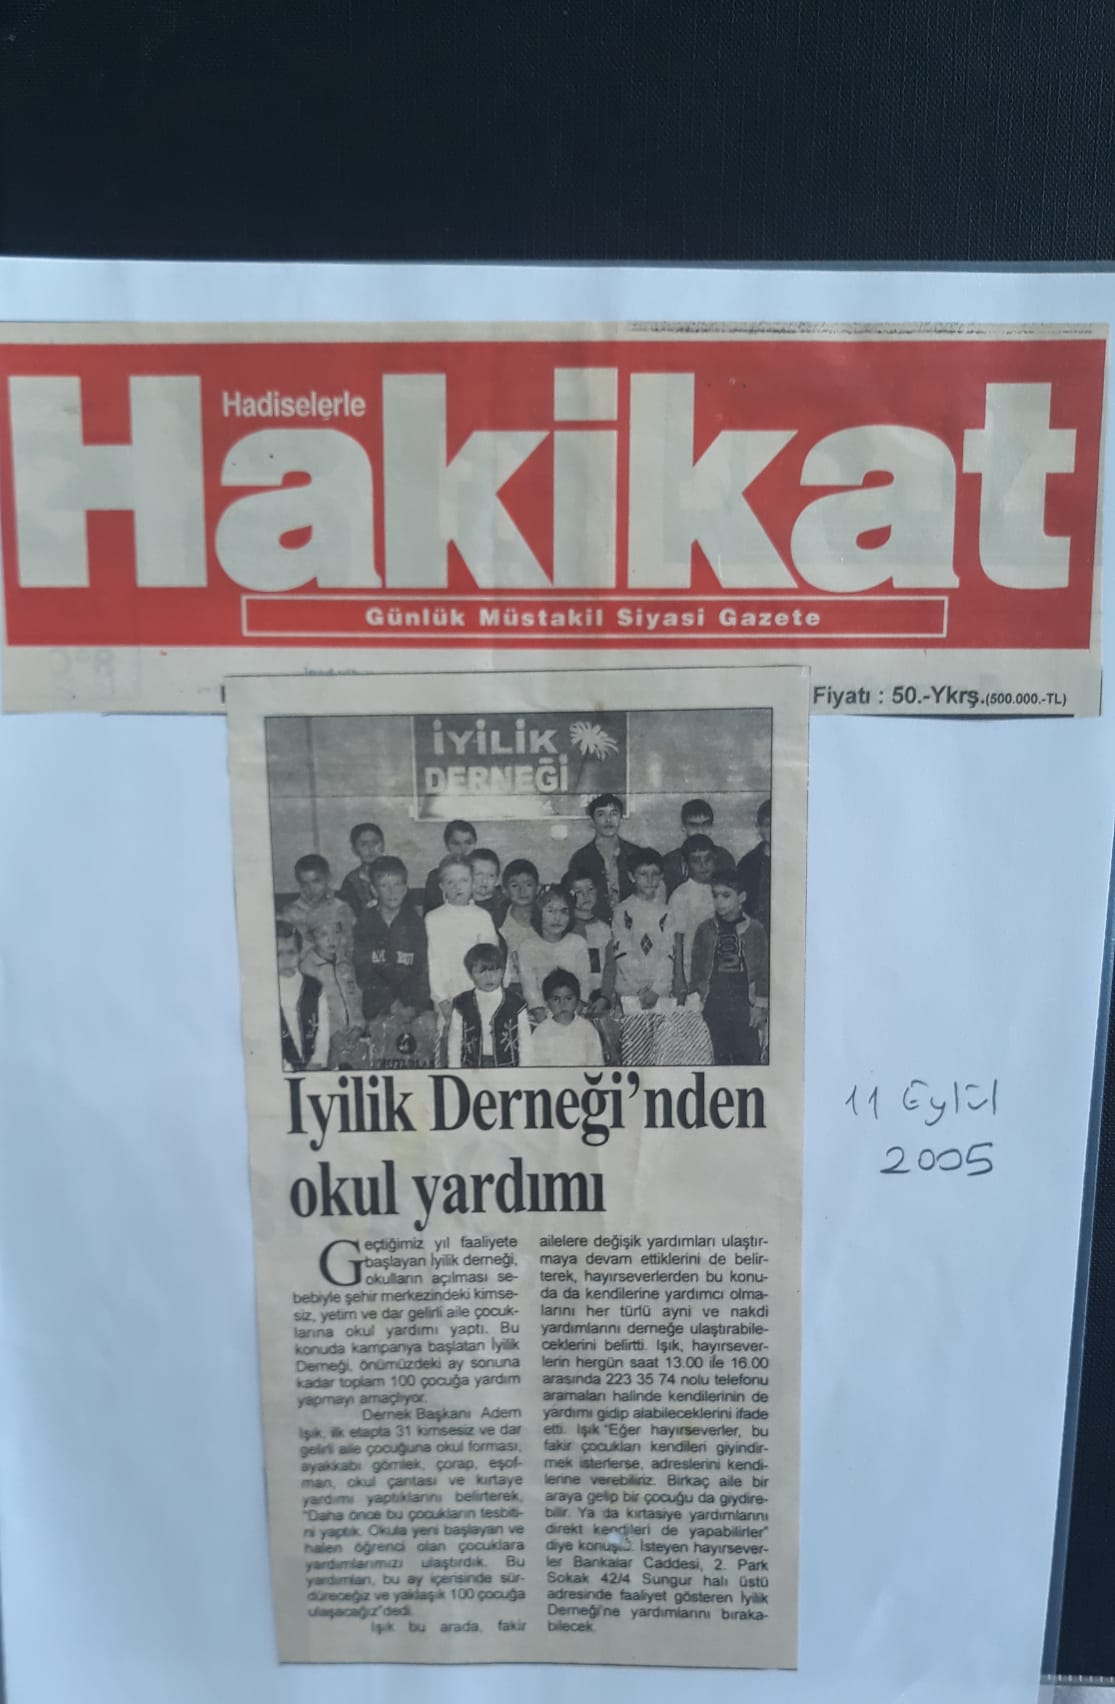 Hadiselerle
Hakikat
Günlük Müstakil Siyasi Gazete
Fiyatı : 50.-Ykrş.(500.000.-TL)
İYİLİK
DERNEĞİ
İyilik Derneği'nden
okul yardımı
11 Eylül
2005
Geçtiğimiz yıl faaliyete
başlayan İyilik derneği,
okulların açılması se-
bebiyle şehir merkezindeki kimse-
siz, yetim ve dar gelirli aile çocuk-
larına okul yardımı yaptı. Bu
konuda kampanya başlatan İyilik
Derneği, önümüzdeki ay sonuna
kadar toplam 100 çocuğa yardım
yapmayı amaçlıyor.
Dernek Başkanı Adem
Işık, ilk etapta 31 kimsesiz ve dar
gelirli aile çocuğuna okul forması,
ayakkabı gömlek, çorap, eşof-
man, okul çantası ve kırtaye
yardımı yaptıklarını belirterek,
"Daha önce bu çocukların tesbiti-
ni yaptık. Okula yeni başlayan ve
halen öğrenci olan çocuklara
yardımlarımızı ulaştırdık. Bu
yardımları, bu ay içerisinde sür-
düreceğiz ve yaklaşık 100 çocuğa
ulaşacağız"dedi.
Işık bu arada, fakir
ailelere değişik yardımları ulaştır-
maya devam ettiklerini de belir-
terek, hayırseverlerden bu konu-
da da kendilerine yardımcı olma-
larını her türlü ayni ve nakdi
yardımlarını derneğe ulaştırabile-
ceklerini belirtti. Işık, hayırsever-
lerin hergün saat 13.00 ile 16.00
arasında 223 35 74 nolu telefonu
aramaları halinde kendilerinin de
yardımı gidip alabileceklerini ifade
etti. Işık "Eğer hayırseverler, bu
fakir çocukları kendileri giyindir-
mek isterlerse, adreslerini kendi-
lerine verebiliriz. Birkaç aile bir
araya gelip bir çocuğu da giydire-
bilir. Ya da kırtasiye yardımlarını
direkt kendileri de yapabilirler"
diye konuştu. İsteyen hayırsever-
ler Bankalar Caddesi, 2. Park
Sokak 42/4 Sungur halı üstü
adresinde faaliyet gösteren İyilik
Derneği'ne yardımlarını bıraka-
bilecek.